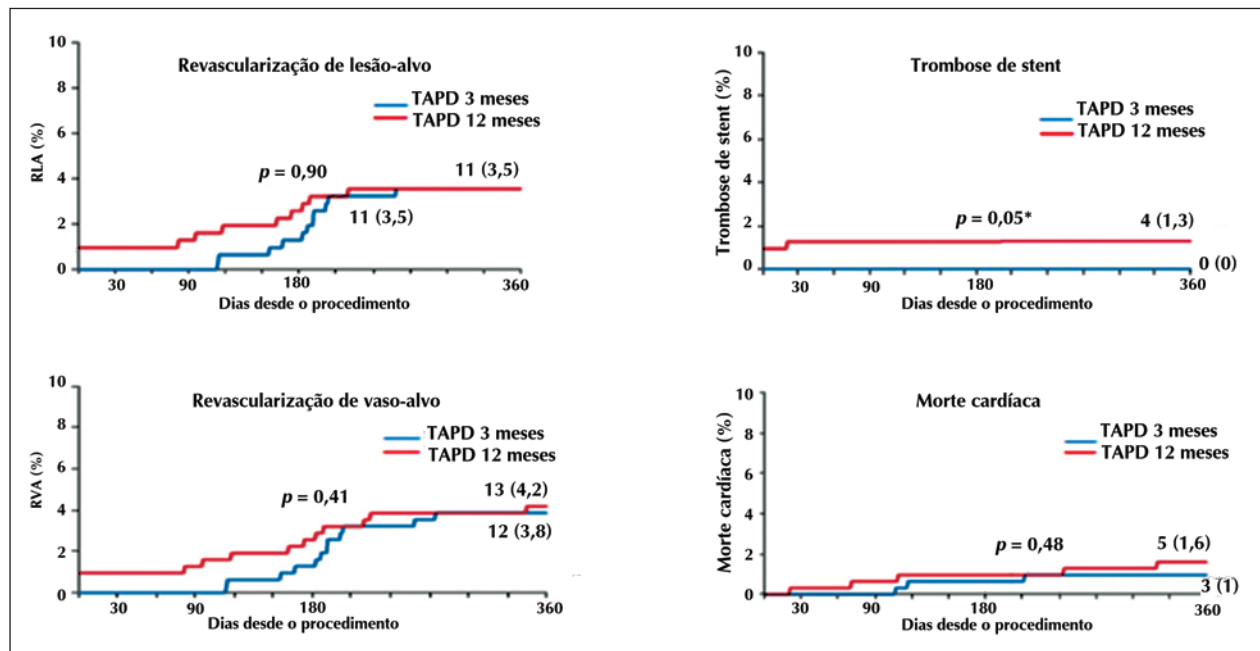 Revascularização de lesão-alvo
TAPD 3 meses
TAPD 12 meses
RLA (%)
10
8
6
4
2
0
p = 0,90
11 (3,5)
11 (3,5)
30
90
180
360
Dias desde o procedimento
Trombose de stent
TAPD 3 meses
TAPD 12 meses
Trombose de stent (%)
10
8
6
4
2
0
p = 0,05*
4 (1,3)
0 (0)
30
90
180
360
Dias desde o procedimento
Revascularização de vaso-alvo
TAPD 3 meses
TAPD 12 meses
RVA (%)
10
8
6
4
2
0
p = 0,41
13 (4,2)
12 (3,8)
30
90
180
360
Dias desde o procedimento
Morte cardíaca
TAPD 3 meses
TAPD 12 meses
Morte cardíaca (%)
10
8
6
4
2
0
p = 0,48
5 (1,6)
3 (1)
30
90
180
360
Dias desde o procedimento